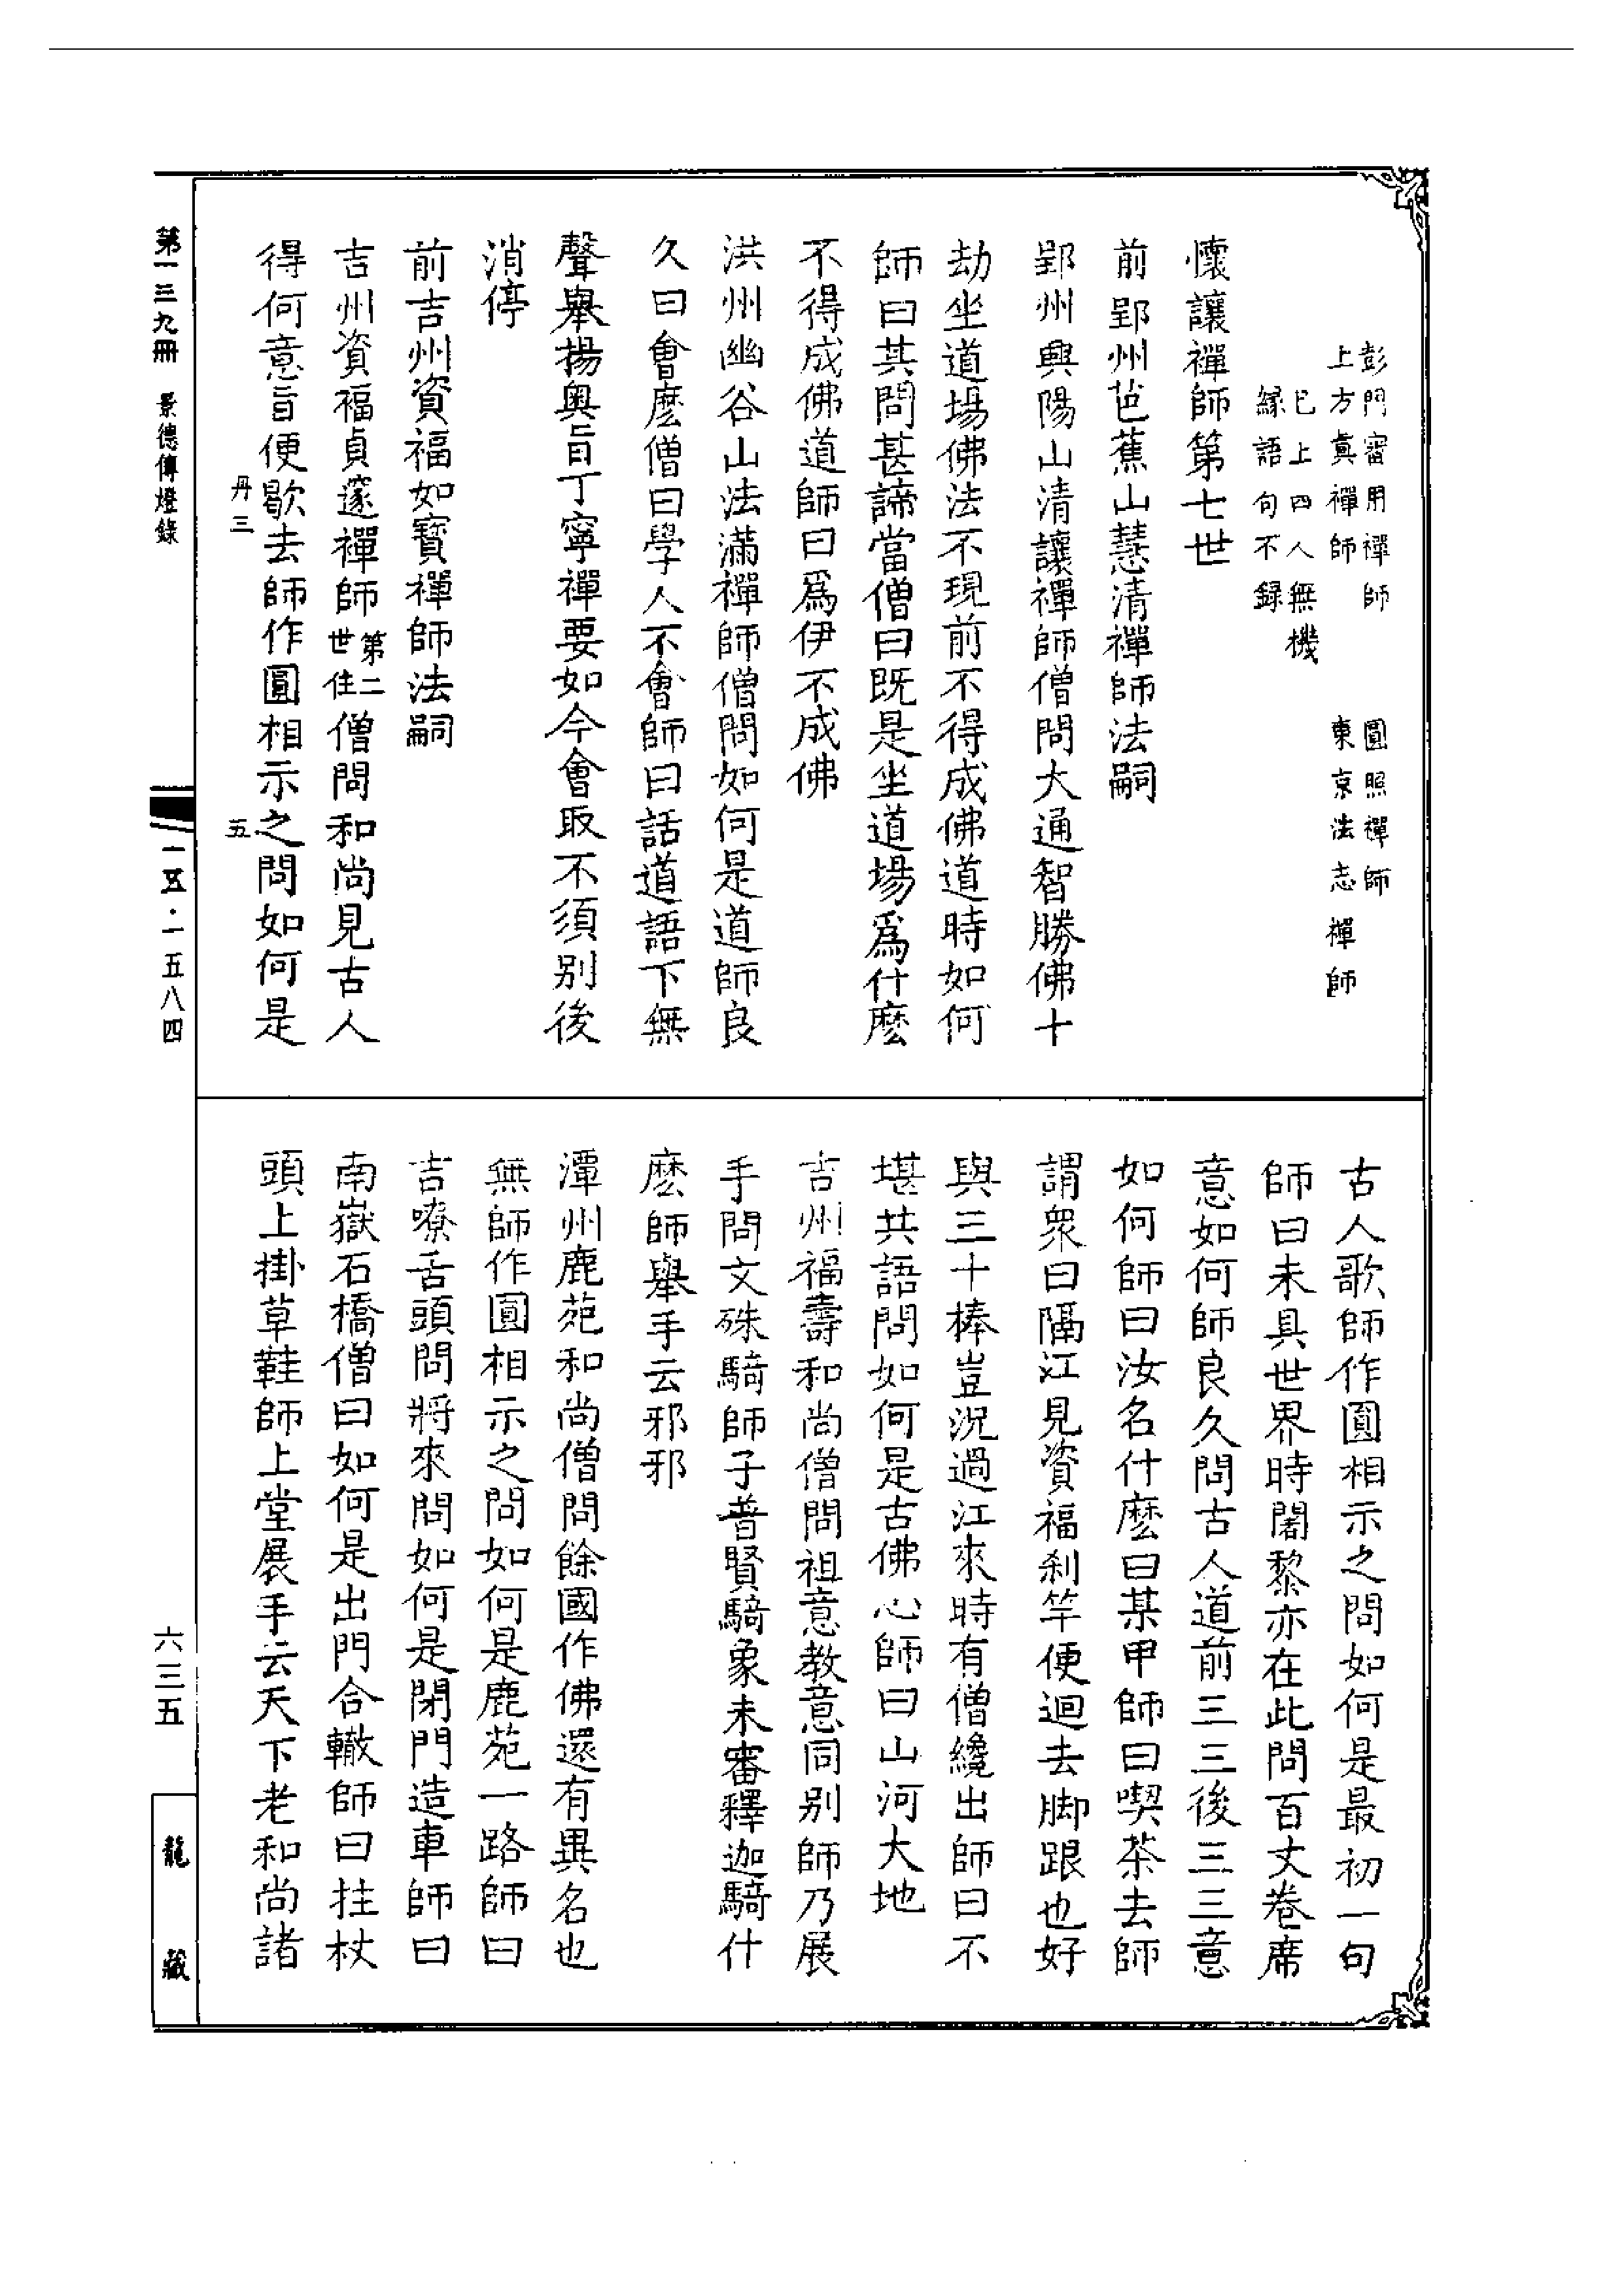 彭門審用禪師　圓照禪師
上方真禪師　東京法志禪師
已上四人無機
緣語句不錄
懷讓禪師第七世
前郢州芭蕉山慧清禪師法嗣
郢州興陽山清讓禪師僧問大通智勝佛十
劫坐道場佛法不現前不得成佛道時如何
師曰其問甚諦當僧曰既是坐道場爲什麽
不得成佛道師曰爲伊不成佛
洪州幽谷山法滿禪師僧問如何是道師良
久曰會麽僧曰學人不會師曰話道語下無
聲舉揚奧旨丁寧禪要如今會取不須別後
消停
前吉州資福如寶禪師法嗣
吉州資福貞邃禪師第二世住僧問和尚見古人
得何意旨便歇去師作圓相示之問如何是
丹三　五
古人歌師作圓相示之問如何是最初一句
師曰未具世界時闍黎亦在此問百丈卷席
意如何師良久問古人道前三三後三三意
如何師曰汝名什麽曰某甲師曰喫茶去師
謂衆曰隔江見資福刹竿便迴去脚跟也好
與三十棒豈況過江來時有僧纔出師曰不
堪共語問如何是古佛心師曰山河大地
吉州福壽和尚僧問祖意教意同別師乃展
手問文殊騎師子普賢騎象未審釋迦騎什
麽師舉手云邪邪
潭州鹿苑和尚僧問餘國作佛還有異名也
無師作圓相示之問如何是鹿苑一路師曰
吉嘹舌頭問將來問如何是閉門造車師曰
南嶽石橋僧曰如何是出門合轍師曰拄杖
頭上掛草鞋師上堂展手云天下老和尚諸
第一三九冊　景德傳燈錄
一五·一五八四
六三五
龍藏